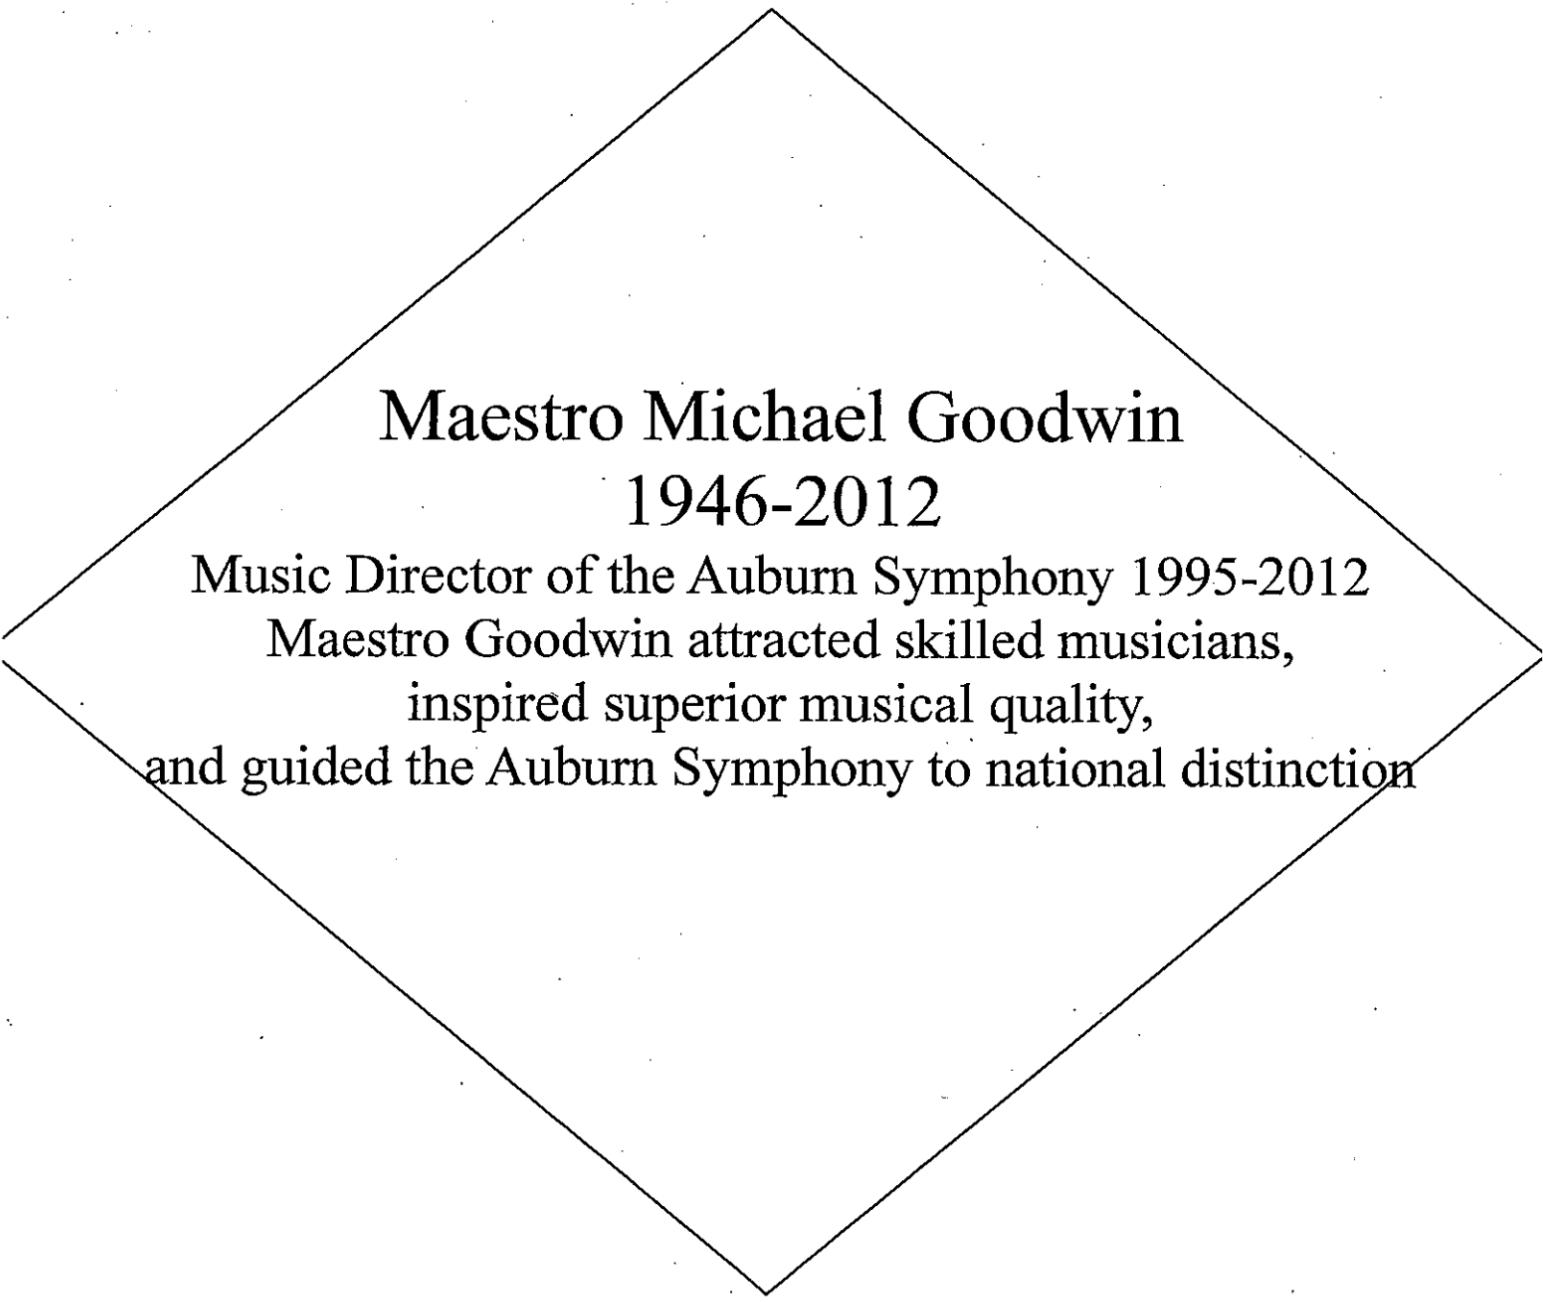 Maestro Michael Goodwin
1946-2012
Music Director of the Auburn Symphony 1995-2012
Maestro Goodwin attracted skilled musicians,
inspired superior musical quality,
and guided the Auburn Symphony to national distinction